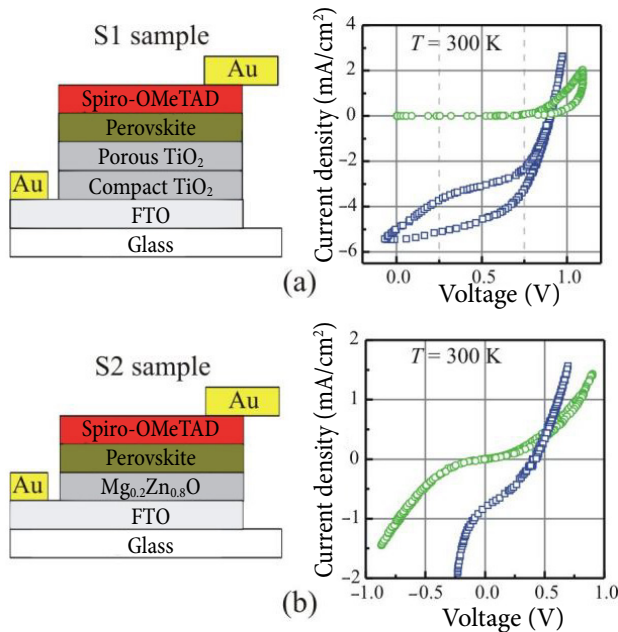 S1 sample
Au
Spiro-OMeTAD
Perovskite
Porous TiO₂
Au
Compact TiO₂
FTO
Glass
(a)
Current density (mA/cm²)
4
2
0
−2
−4
−6
T = 300 K
0.0
0.5
1.0
Voltage (V)
S2 sample
Au
Spiro-OMeTAD
Perovskite
Au
Mg₀.₂Zn₀.₈O
FTO
Glass
(b)
Current density (mA/cm²)
2
1
0
−1
−2
T = 300 K
−1.0
−0.5
0.0
0.5
1.0
Voltage (V)